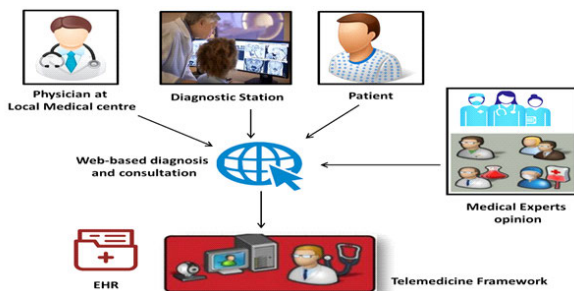 Physician at
Local Medical centre
Diagnostic Station
Patient
Web-based diagnosis
and consultation
Medical Experts
opinion
EHR
Telemedicine Framework